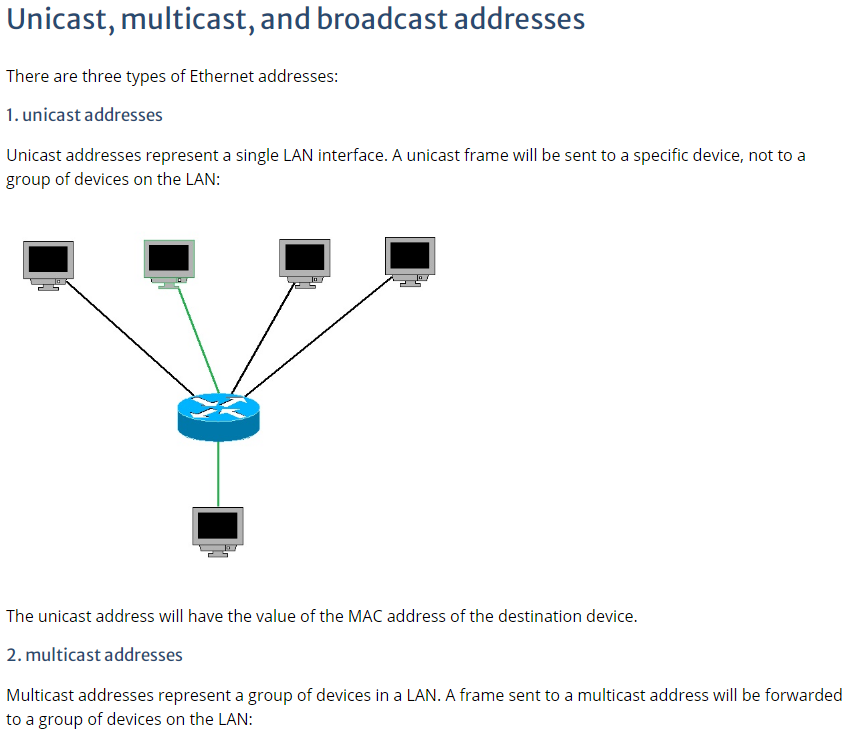 Unicast, multicast, and broadcast addresses
There are three types of Ethernet addresses:
1. unicast addresses
Unicast addresses represent a single LAN interface. A unicast frame will be sent to a specific device, not to a
group of devices on the LAN:
The unicast address will have the value of the MAC address of the destination device.
2. multicast addresses
Multicast addresses represent a group of devices in a LAN. A frame sent to a multicast address will be forwarded
to a group of devices on the LAN: